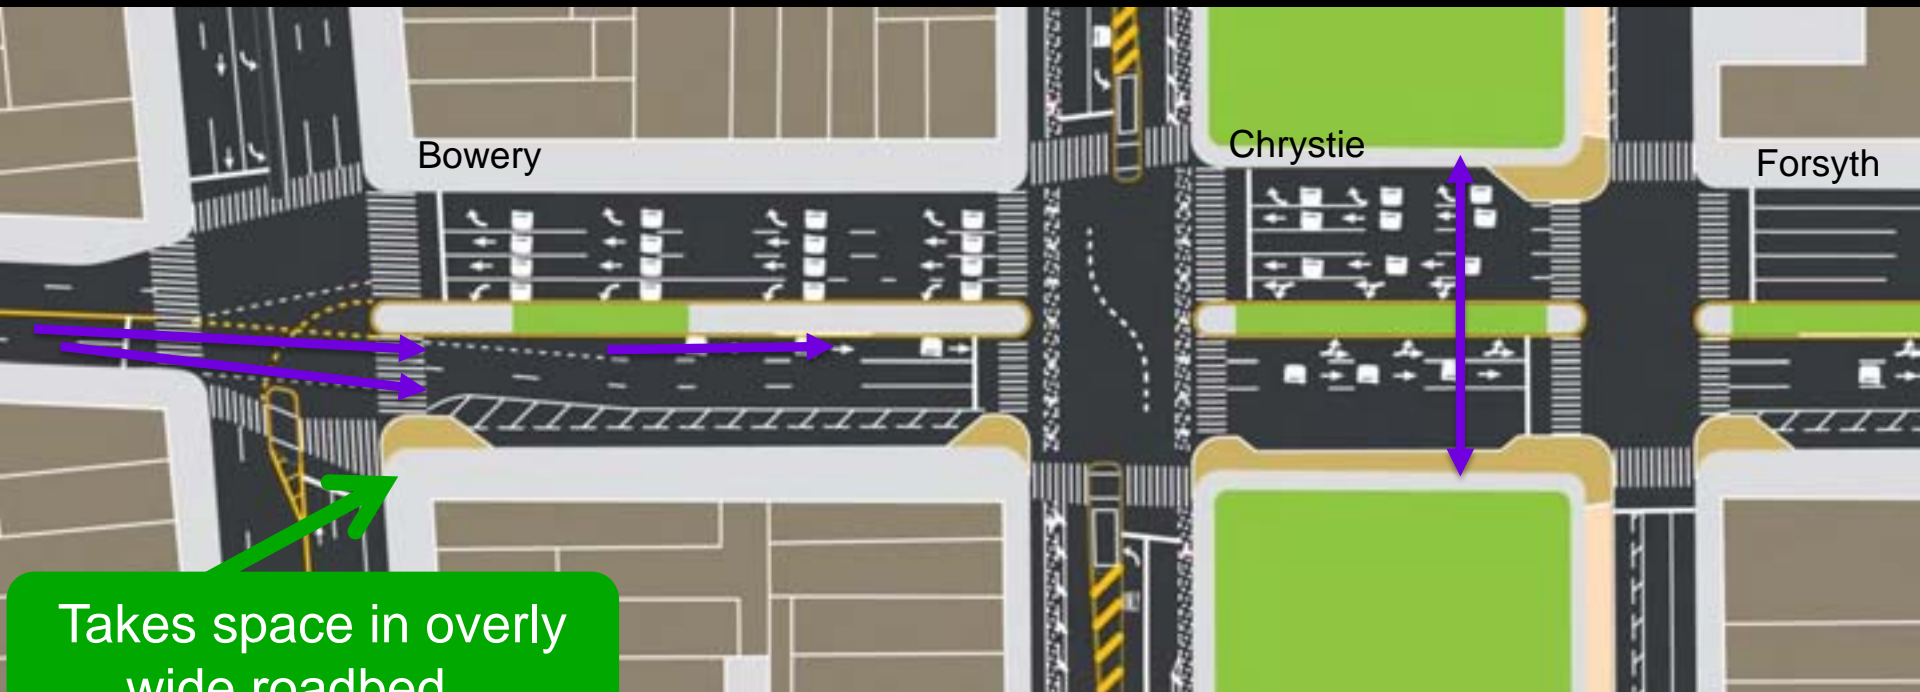 Bowery
Chrystie
Forsyth
Takes space in overly
wide roadbed